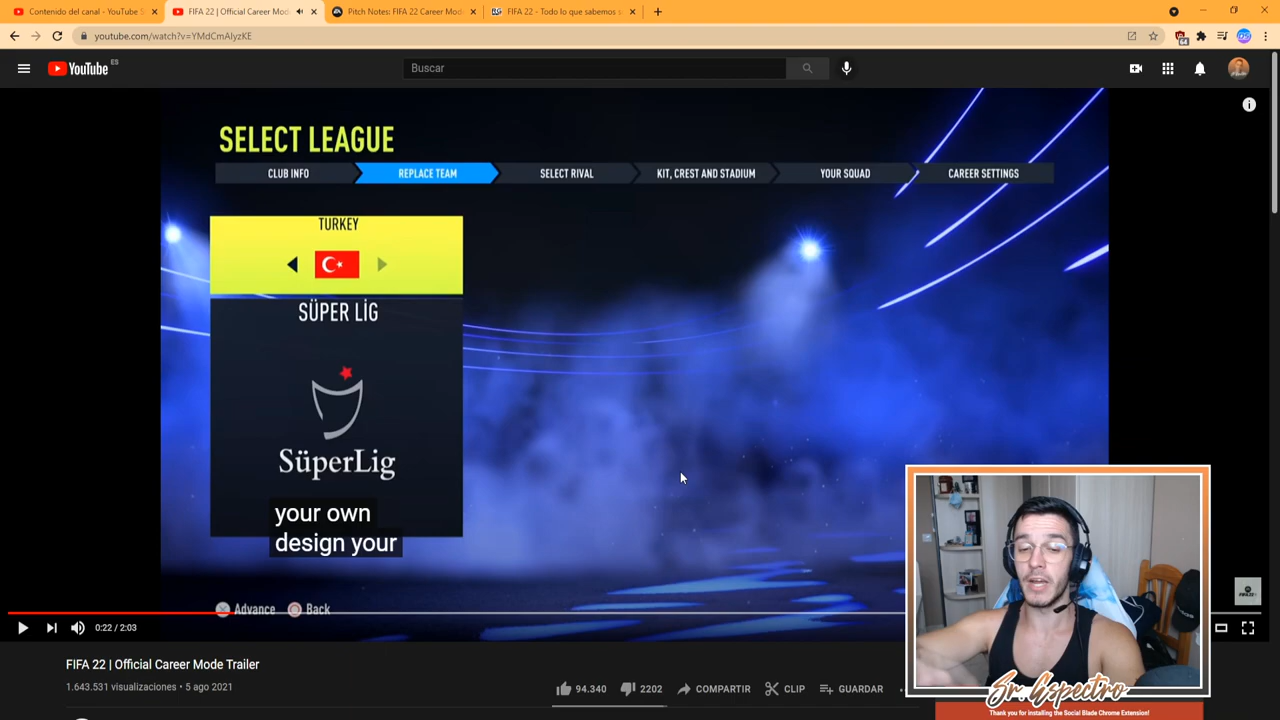 Contenido del canal - YouTube S
FIFA 22 | Official Career Mod
Pitch Notes: FIFA 22 Career Mod
FIFA 22 - Todo lo que sabemos s
youtube.com/watch?v=YMdCmAlyzKE
64
YouTube ES
Buscar
SELECT LEAGUE
CLUB INFO
REPLACE TEAM
SELECT RIVAL
KIT, CREST AND STADIUM
YOUR SQUAD
CAREER SETTINGS
TURKEY
SÜPER LİG
SüperLig
your own
design your
Advance
Back
0:22 / 2:03
FIFA 22 | Official Career Mode Trailer
1.643.531 visualizaciones • 5 ago 2021
94.340
2202
COMPARTIR
CLIP
GUARDAR
Sr. Espectro
Thank you for installing the Social Blade Chrome Extension!